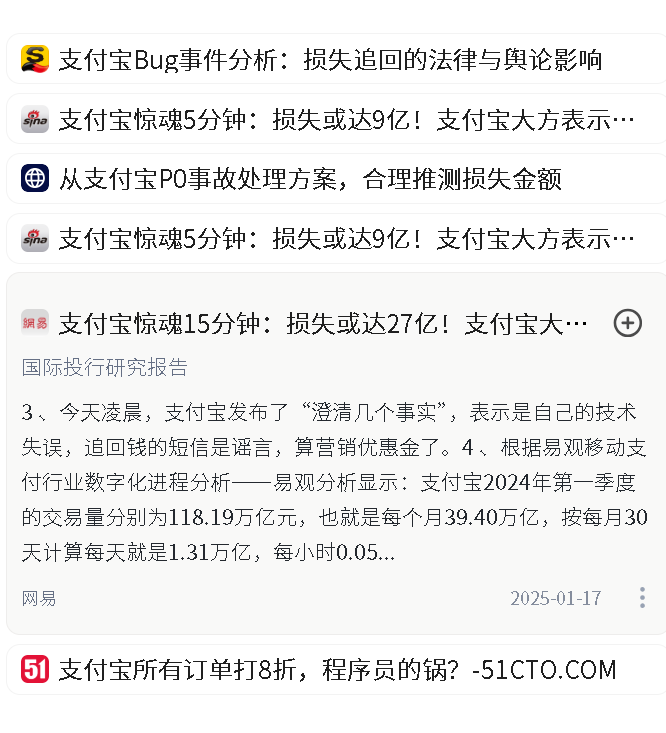 支付宝Bug事件分析：损失追回的法律与舆论影响
sina
支付宝惊魂5分钟：损失或达9亿！支付宝大方表示…
从支付宝P0事故处理方案，合理推测损失金额
sina
支付宝惊魂5分钟：损失或达9亿！支付宝大方表示…
網易
支付宝惊魂15分钟：损失或达27亿！支付宝大…
国际投行研究报告
3、今天凌晨，支付宝发布了“澄清几个事实”，表示是自己的技术
失误，追回钱的短信是谣言，算营销优惠金了。4、根据易观移动支
付行业数字化进程分析——易观分析显示：支付宝2024年第一季度
的交易量分别为118.19万亿元，也就是每个月39.40万亿，按每月30
天计算每天就是1.31万亿，每小时0.05...
网易
2025-01-17
51
支付宝所有订单打8折，程序员的锅？-51CTO.COM